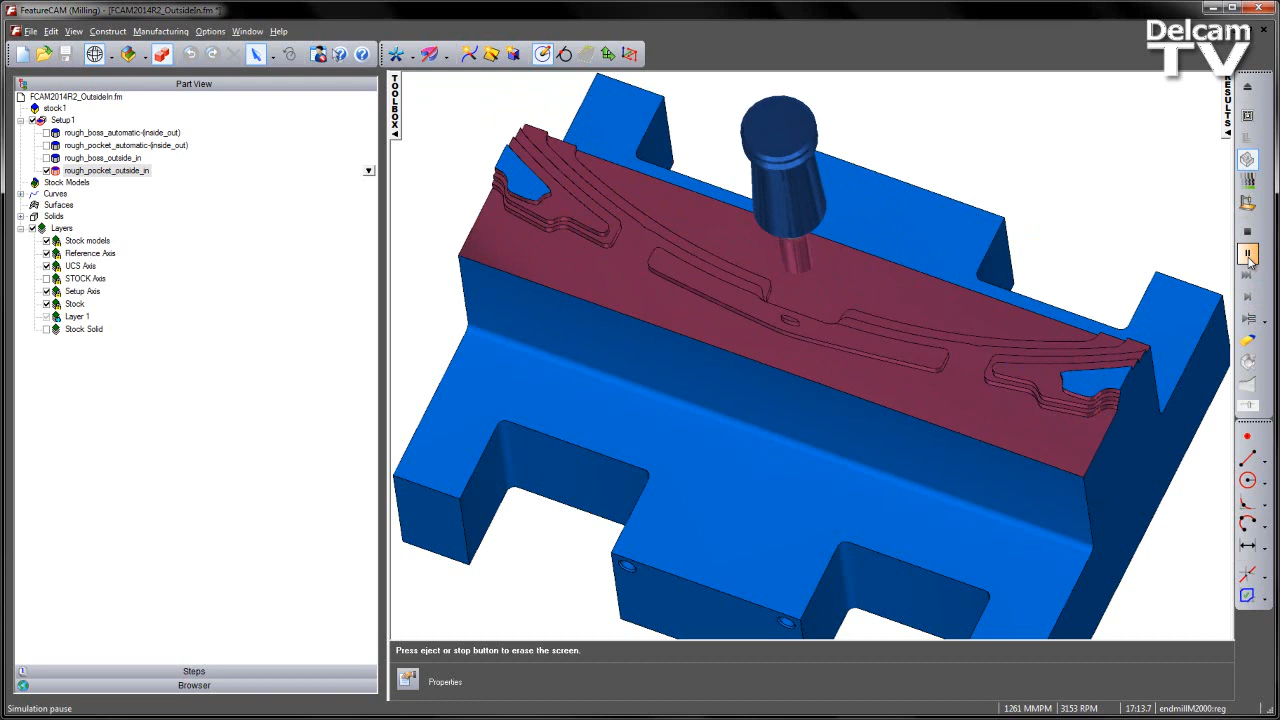 FeatureCAM (Milling) - [FCAM2014R2_OutsideIn.fm *]
File Edit View Construct Manufacturing Options Window Help
Delcam
TV
Part View
TOOLBOX
RESULTS
FCAM2014R2_OutsideIn.fm
stock1
Setup1
rough_boss_automatic-(inside_out)
rough_pocket_automatic-(inside_out)
rough_boss_outside_in
rough_pocket_outside_in
Stock Models
Curves
Surfaces
Solids
Layers
Stock models
Reference Axis
UCS Axis
STOCK Axis
Setup Axis
Stock
Layer 1
Stock Solid
Press eject or stop button to erase the screen.
Steps
Properties
Browser
Simulation pause
1261 MMPM 3153 RPM 17:13.7 endmillM2000:reg